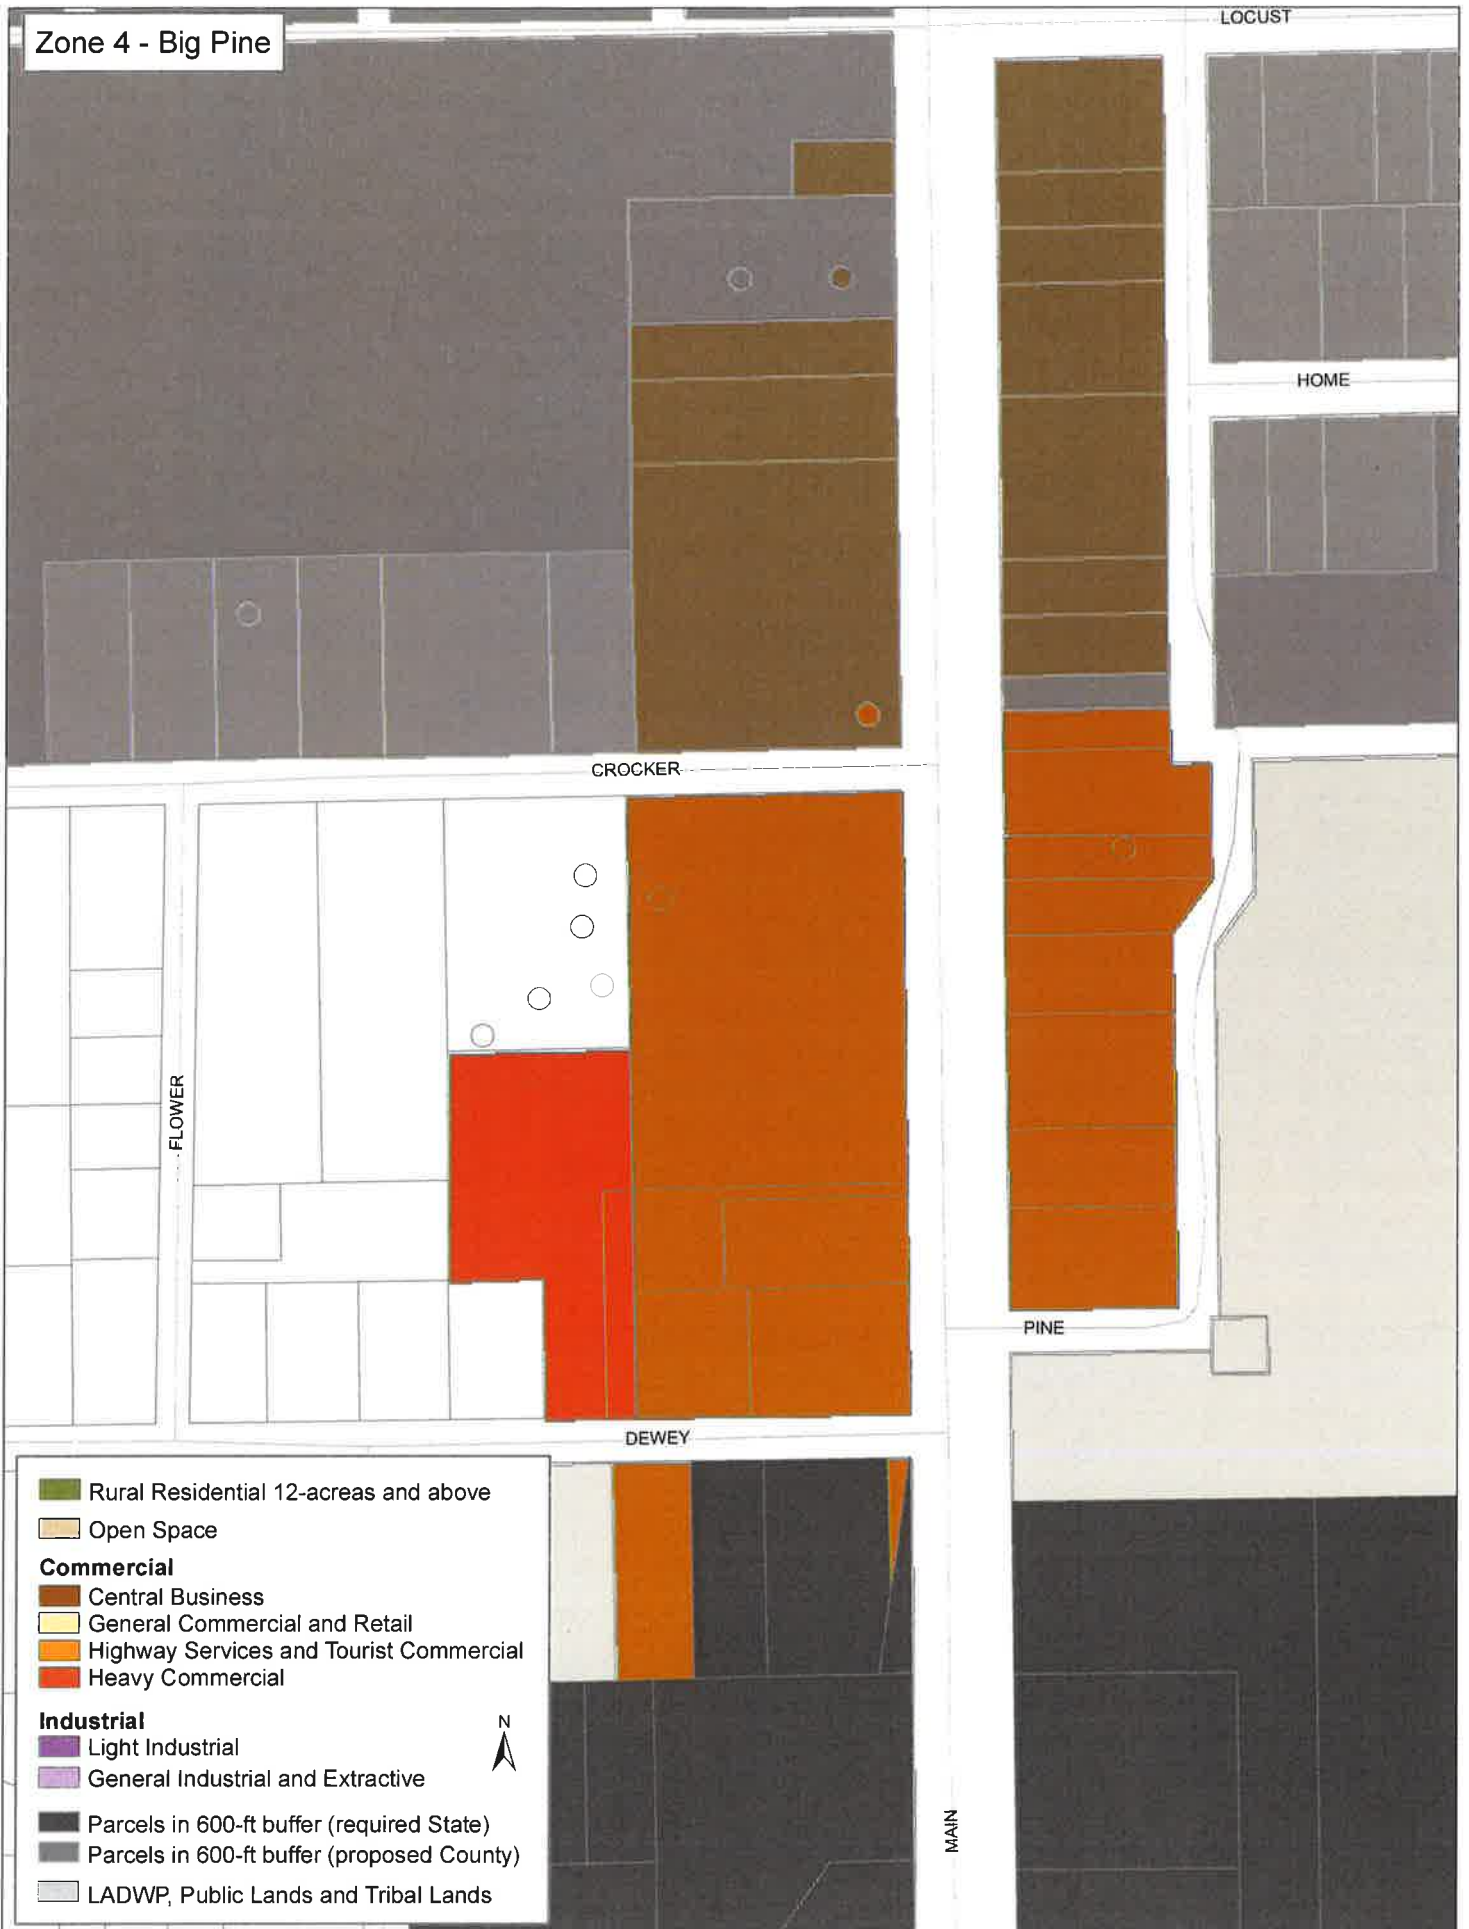 Zone 4 - Big Pine
LOCUST
HOME
CROCKER
FLOWER
PINE
DEWEY
MAIN
Rural Residential 12-acreas and above
Open Space
Commercial
Central Business
General Commercial and Retail
Highway Services and Tourist Commercial
Heavy Commercial
Industrial
N
Light Industrial
General Industrial and Extractive
Parcels in 600-ft buffer (required State)
Parcels in 600-ft buffer (proposed County)
LADWP, Public Lands and Tribal Lands